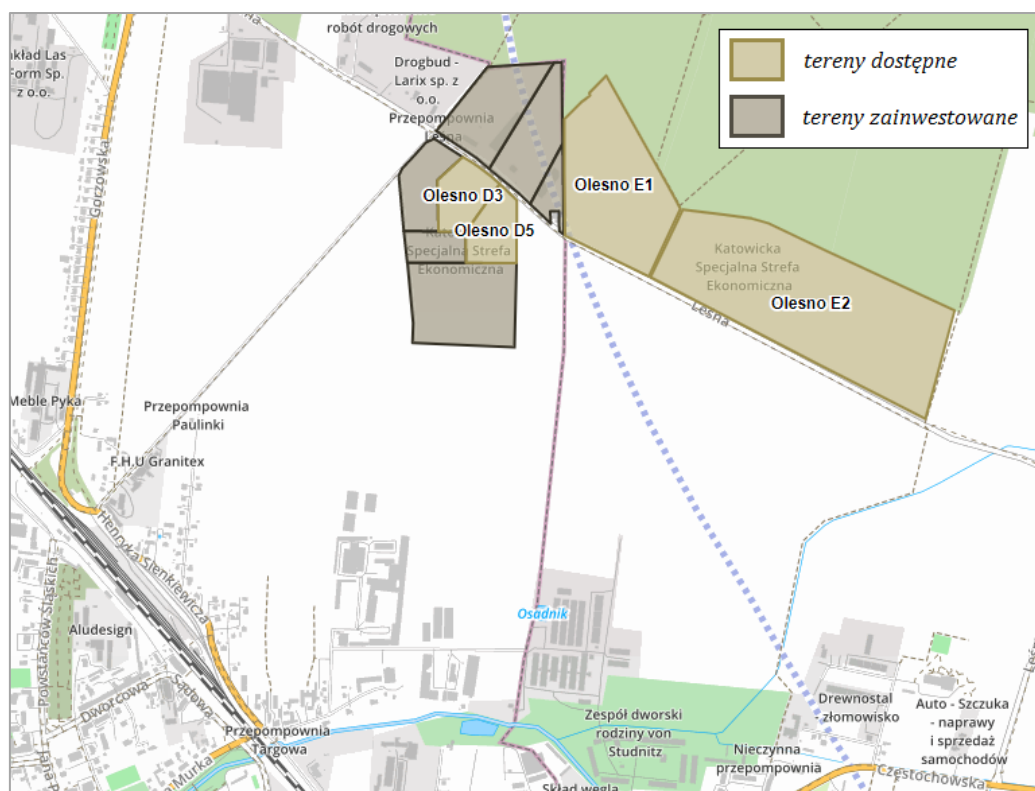 robót drogowych
tereny dostępne
tereny zainwestowane
kład Las
Form Sp.
z o.o.
Drogbud -
Larix sp. z
o.o.
Przepompownia
Leśna
Gorzowska
Olesno E1
Olesno D3
Olesno D5
Specjalna Strefa
Ekonomiczna
Katowicka
Specjalna Strefa
Ekonomiczna
Olesno E2
Leśna
Meble Pyka
Przepompownia
Paulinki
F.H.U Granitex
Henryka Sienkiewicza
Powstańców Śląskich
Aludesign
Osadnik
Dworcowa
Sądowa
Przepompownia
Targowa
Murka
Zespół dworski
rodziny von
Studnitz
Nieczynna
przepompownia
Drewnostal
- złomowisko
Auto - Szczuka
- naprawy
i sprzedaż
samochodów
Częstochowska
Skład węgla